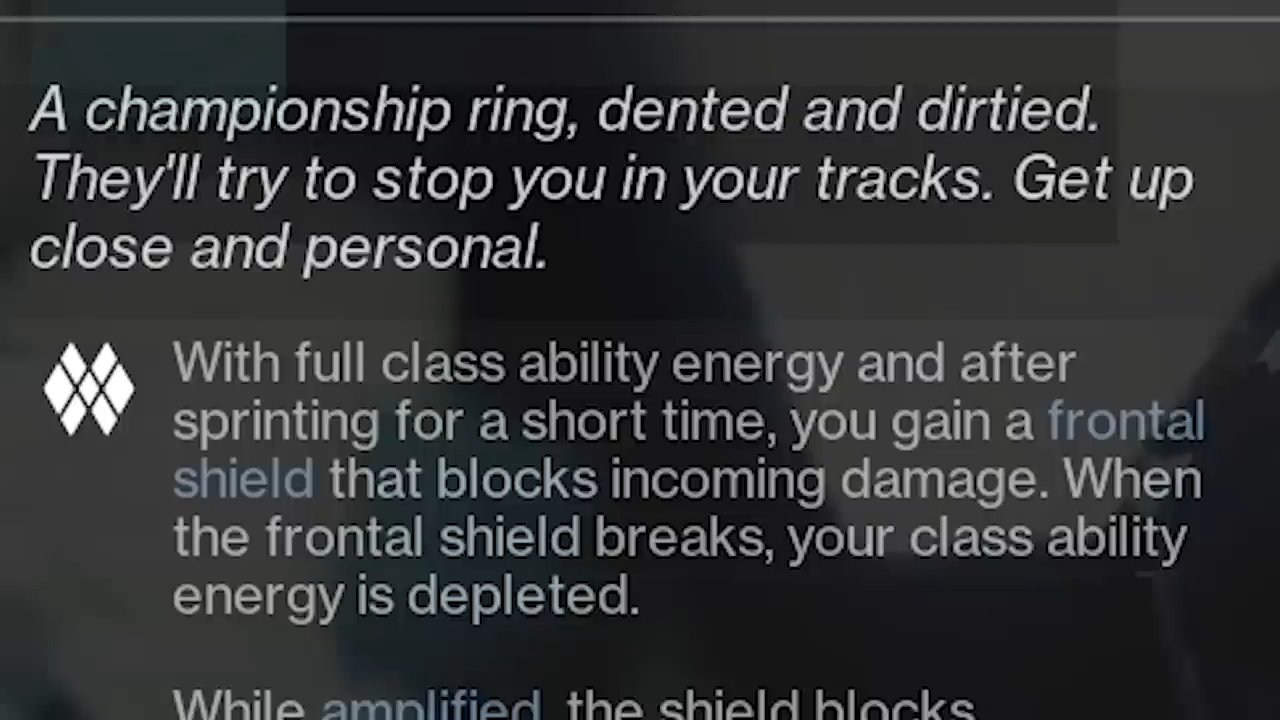 A championship ring, dented and dirtied.
They'll try to stop you in your tracks. Get up
close and personal.
With full class ability energy and after
sprinting for a short time, you gain a frontal
shield that blocks incoming damage. When
the frontal shield breaks, your class ability
energy is depleted.
While amplified, the shield blocks